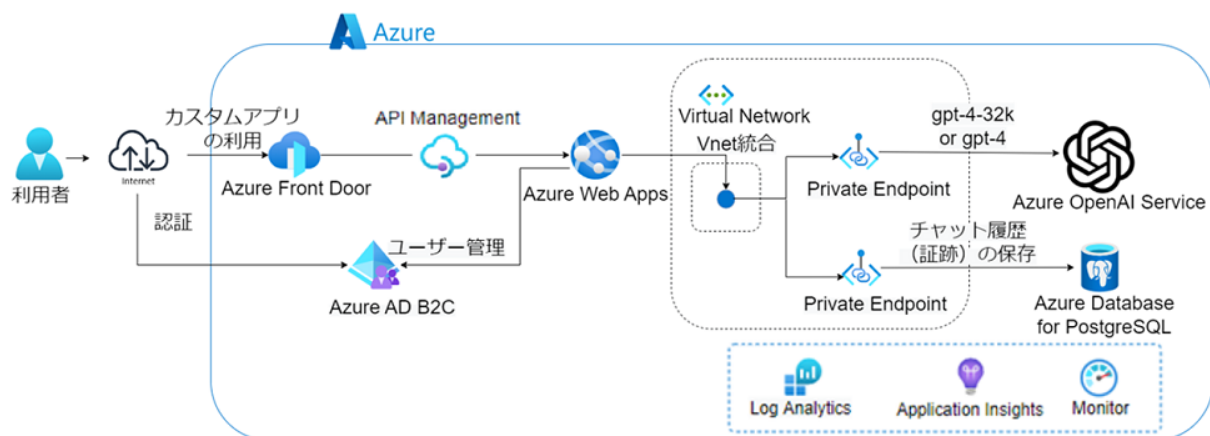 Azure
カスタムアプリ
の利用
API Management
Virtual Network
Vnet統合
gpt-4-32k
or gpt-4
利用者
Internet
Azure Front Door
Azure Web Apps
Private Endpoint
Azure OpenAI Service
認証
ユーザー管理
チャット履歴
（証跡）の保存
Azure AD B2C
Private Endpoint
Azure Database
for PostgreSQL
Log Analytics
Application Insights
Monitor